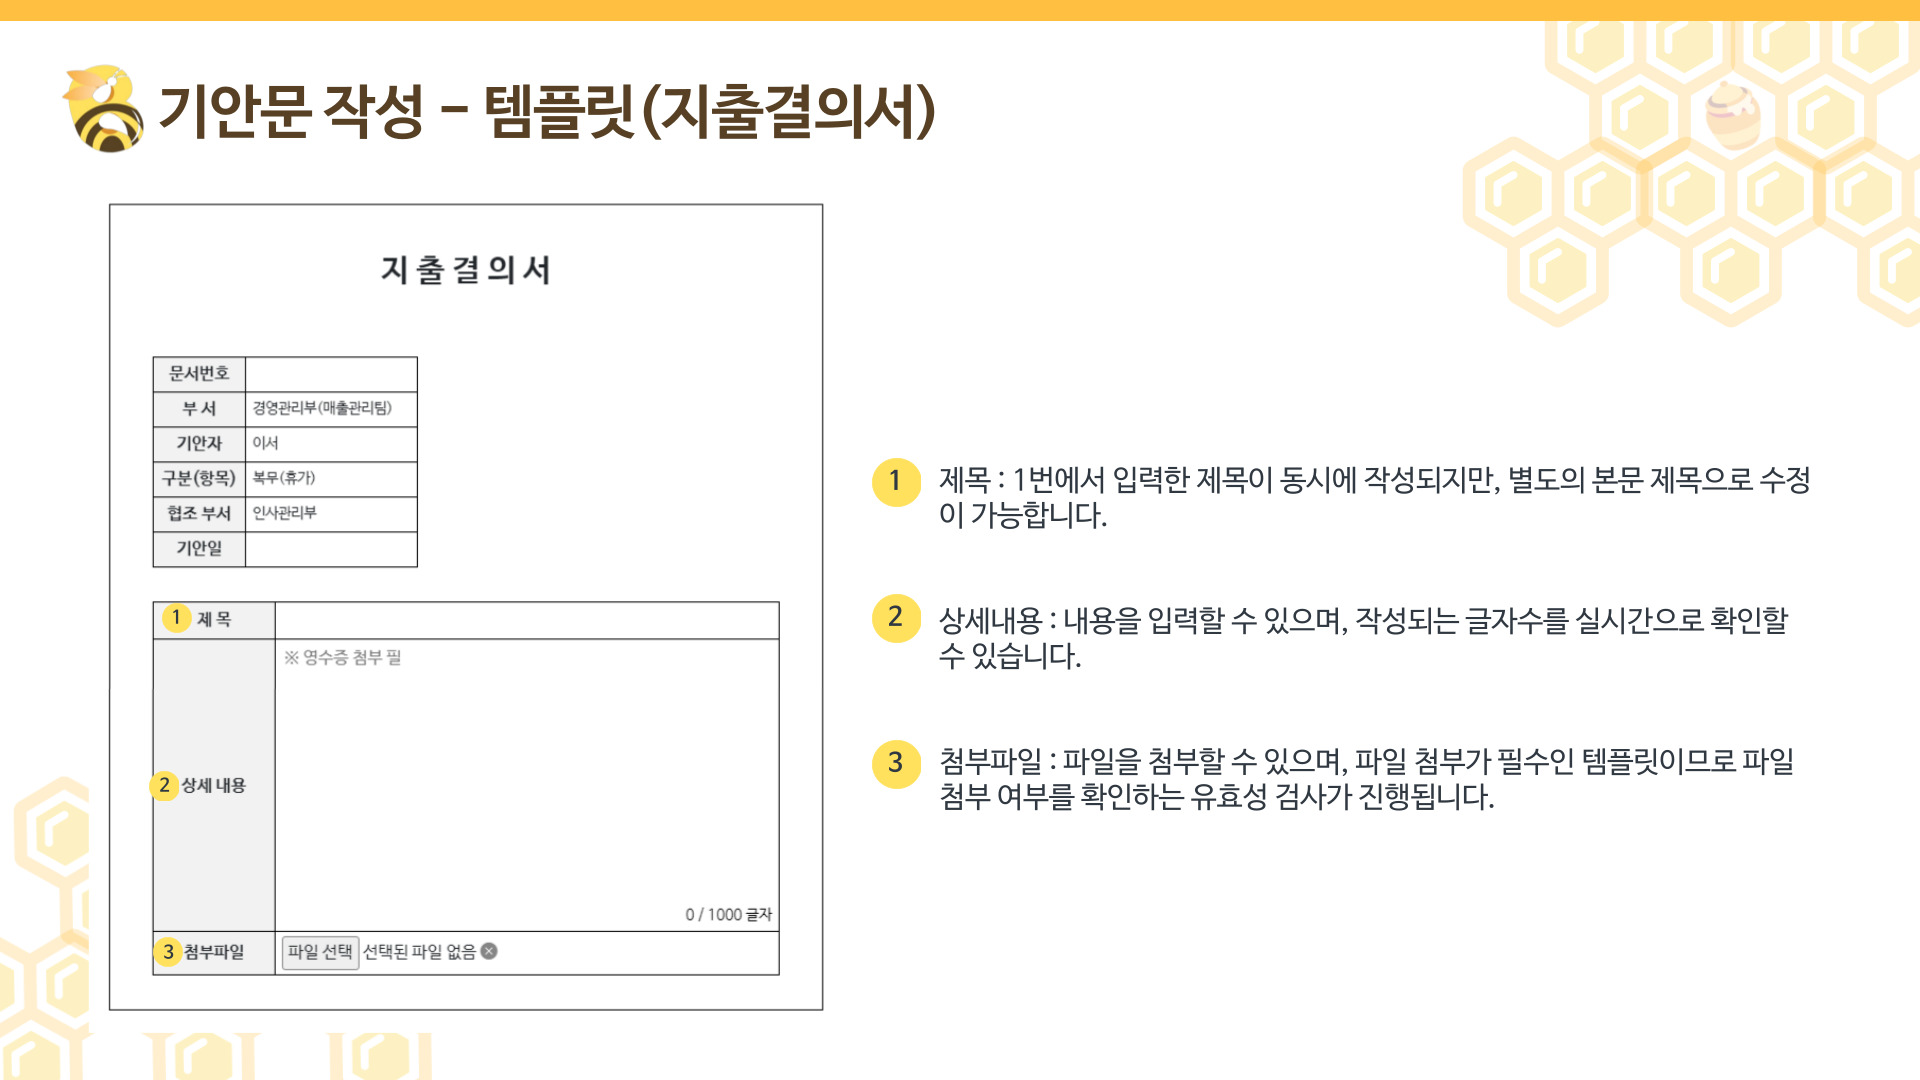 기안문 작성 - 템플릿(지출결의서)
지 출 결 의 서
문서번호
부 서 경영관리부(매출관리팀)
기안자 이서
구분(항목) 복무(휴가)
협조 부서 인사관리부
기안일
1 제 목
※ 영수증 첨부 필
2 상세 내용
0 / 1000 글자
3 첨부파일 파일 선택 선택된 파일 없음
1 제목 : 1번에서 입력한 제목이 동시에 작성되지만, 별도의 본문 제목으로 수정
이 가능합니다.
2 상세내용 : 내용을 입력할 수 있으며, 작성되는 글자수를 실시간으로 확인할
수 있습니다.
3 첨부파일 : 파일을 첨부할 수 있으며, 파일 첨부가 필수인 템플릿이므로 파일
첨부 여부를 확인하는 유효성 검사가 진행됩니다.